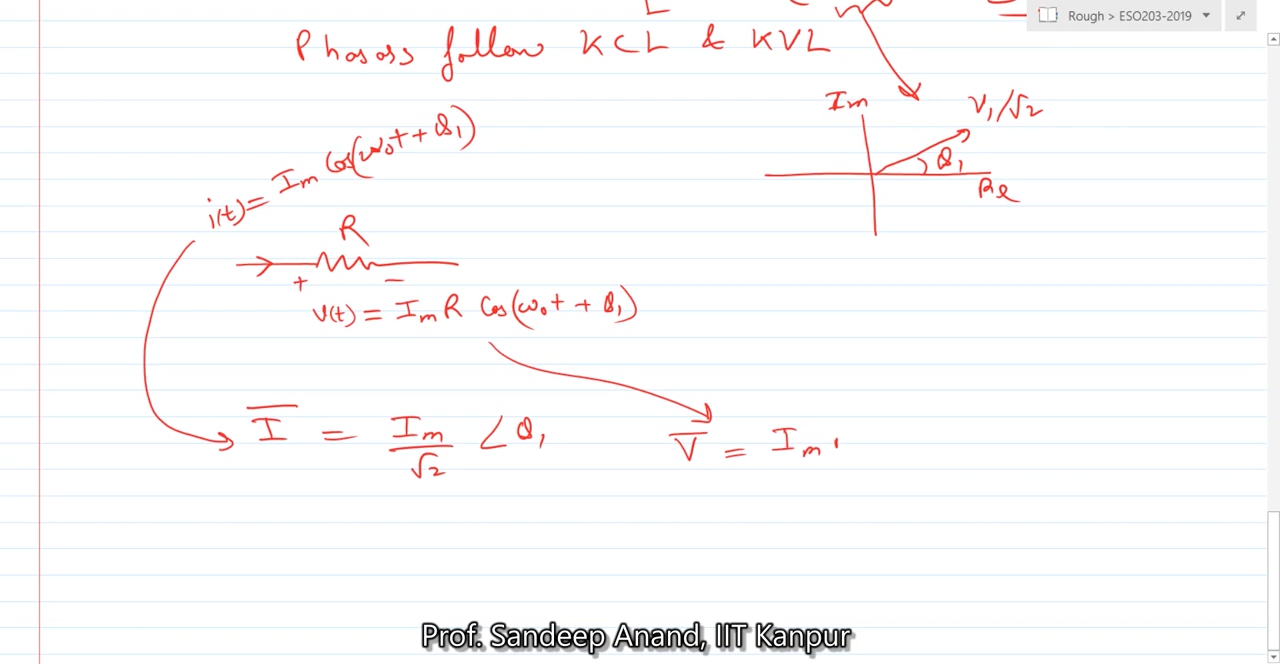 Rough > ESO203-2019
Phasors follow KCL & KVL
Im
V₁/√2
θ₁
Re
i(t) = Im Cos(ω₀t + θ₁)
R
+ −
v(t) = ImR Cos(ω₀t + θ₁)
I̅ = Im/√2 ∠θ₁
V̅ = Im
Prof. Sandeep Anand, IIT Kanpur